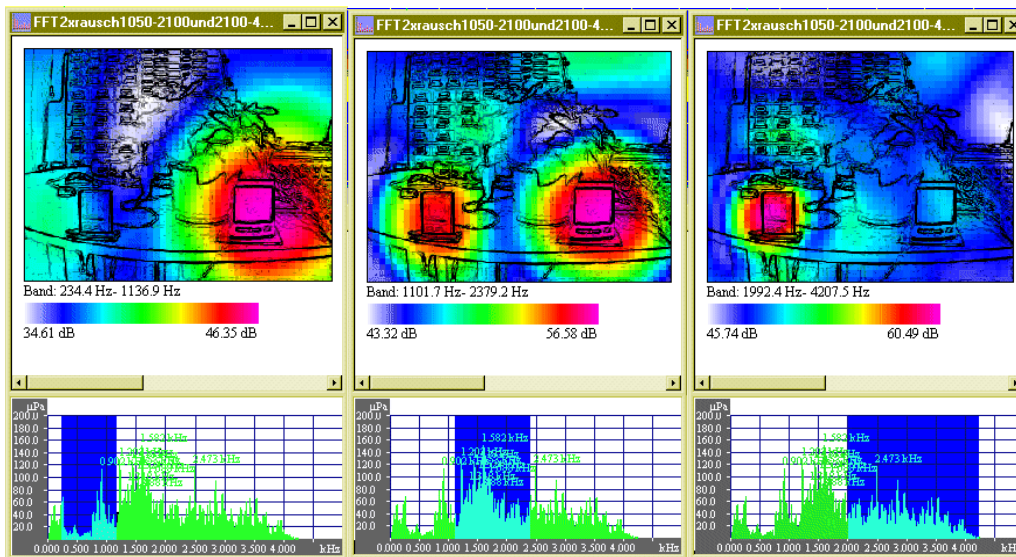 FFT2xrausch1050-2100und2100-4...
Band: 234.4 Hz- 1136.9 Hz
34.61 dB 46.35 dB
µPa
200.0
180.0
160.0
140.0
120.0
100.0
80.0
60.0
40.0
20.0
1.582 kHz
0.902 kHz
2.473 kHz
0.000 0.500 1.000 1.500 2.000 2.500 3.000 3.500 4.000 kHz
FFT2xrausch1050-2100und2100-4...
Band: 1101.7 Hz- 2379.2 Hz
43.32 dB 56.58 dB
µPa
200.0
180.0
160.0
140.0
120.0
100.0
80.0
60.0
40.0
20.0
1.582 kHz
0.902 kHz
2.473 kHz
0.000 0.500 1.000 1.500 2.000 2.500 3.000 3.500 4.000 kHz
FFT2xrausch1050-2100und2100-4...
Band: 1992.4 Hz- 4207.5 Hz
45.74 dB 60.49 dB
µPa
200.0
180.0
160.0
140.0
120.0
100.0
80.0
60.0
40.0
20.0
1.582 kHz
0.902 kHz
2.473 kHz
0.000 0.500 1.000 1.500 2.000 2.500 3.000 3.500 4.000 kHz